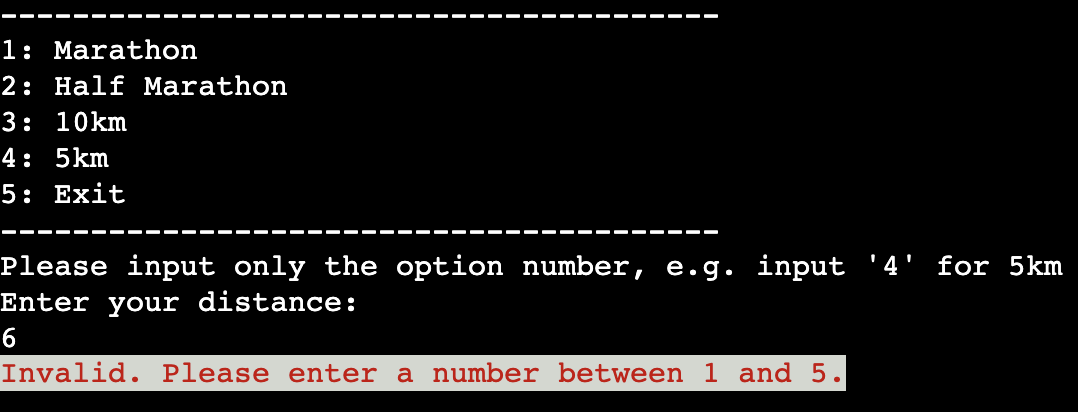 ----------------------------------------
1: Marathon
2: Half Marathon
3: 10km
4: 5km
5: Exit
----------------------------------------
Please input only the option number, e.g. input '4' for 5km
Enter your distance:
6
Invalid. Please enter a number between 1 and 5.